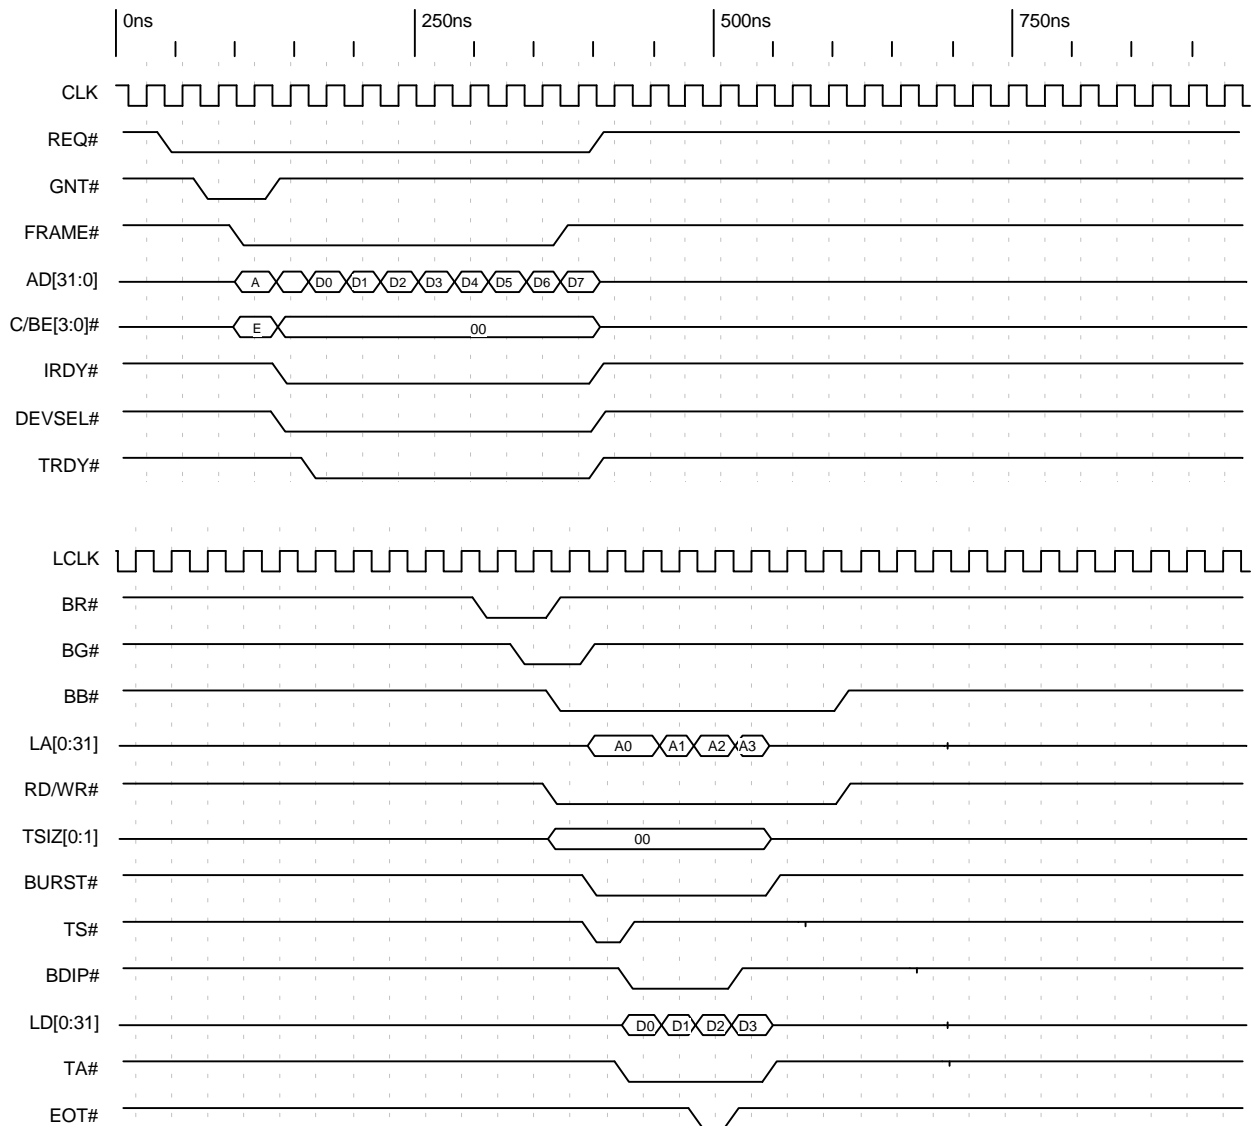 0ns 250ns 500ns 750ns
CLK
REQ#
GNT#
FRAME#
AD[31:0] A D0 D1 D2 D3 D4 D5 D6 D7
C/BE[3:0]# E 00
IRDY#
DEVSEL#
TRDY#
LCLK
BR#
BG#
BB#
LA[0:31] A0 A1 A2 A3
RD/WR#
TSIZ[0:1] 00
BURST#
TS#
BDIP#
LD[0:31] D0 D1 D2 D3
TA#
EOT#